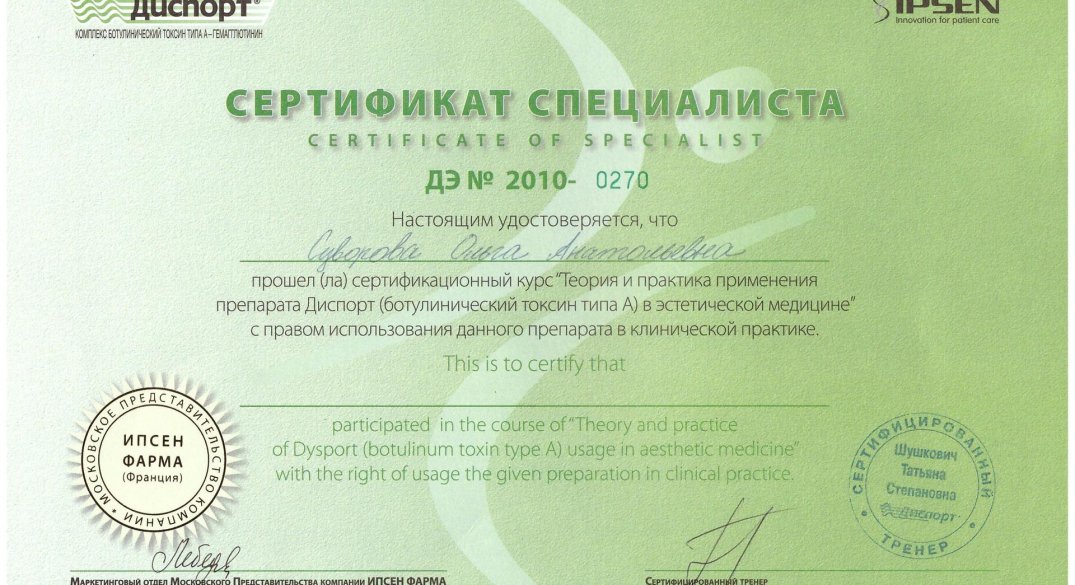 Диспорт®
КОМПЛЕКС БОТУЛИНИЧЕСКИЙ ТОКСИН ТИПА А – ГЕМАГГЛЮТИНИН
IPSEN
Innovation for patient care
СЕРТИФИКАТ СПЕЦИАЛИСТА
CERTIFICATE OF SPECIALIST
ДЭ № 2010- 0270
Настоящим удостоверяется, что
Суворова Ольга Анатольевна
прошел (ла) сертификационный курс "Теория и практика применения
препарата Диспорт (ботулинический токсин типа А) в эстетической медицине"
с правом использования данного препарата в клинической практике.
This is to certify that
participated in the course of "Theory and practice
of Dysport (botulinum toxin type A) usage in aesthetic medicine"
with the right of usage the given preparation in clinical practice.
МОСКОВСКОЕ ПРЕДСТАВИТЕЛЬСТВО КОМПАНИИ
ИПСЕН
ФАРМА
(Франция)
СЕРТИФИЦИРОВАННЫЙ
Шушкович
Татьяна
Степановна
Диспорт
ТРЕНЕР
МАРКЕТИНГОВЫЙ ОТДЕЛ МОСКОВСКОГО ПРЕДСТАВИТЕЛЬСТВА КОМПАНИИ ИПСЕН ФАРМА
СЕРТИФИЦИРОВАННЫЙ ТРЕНЕР